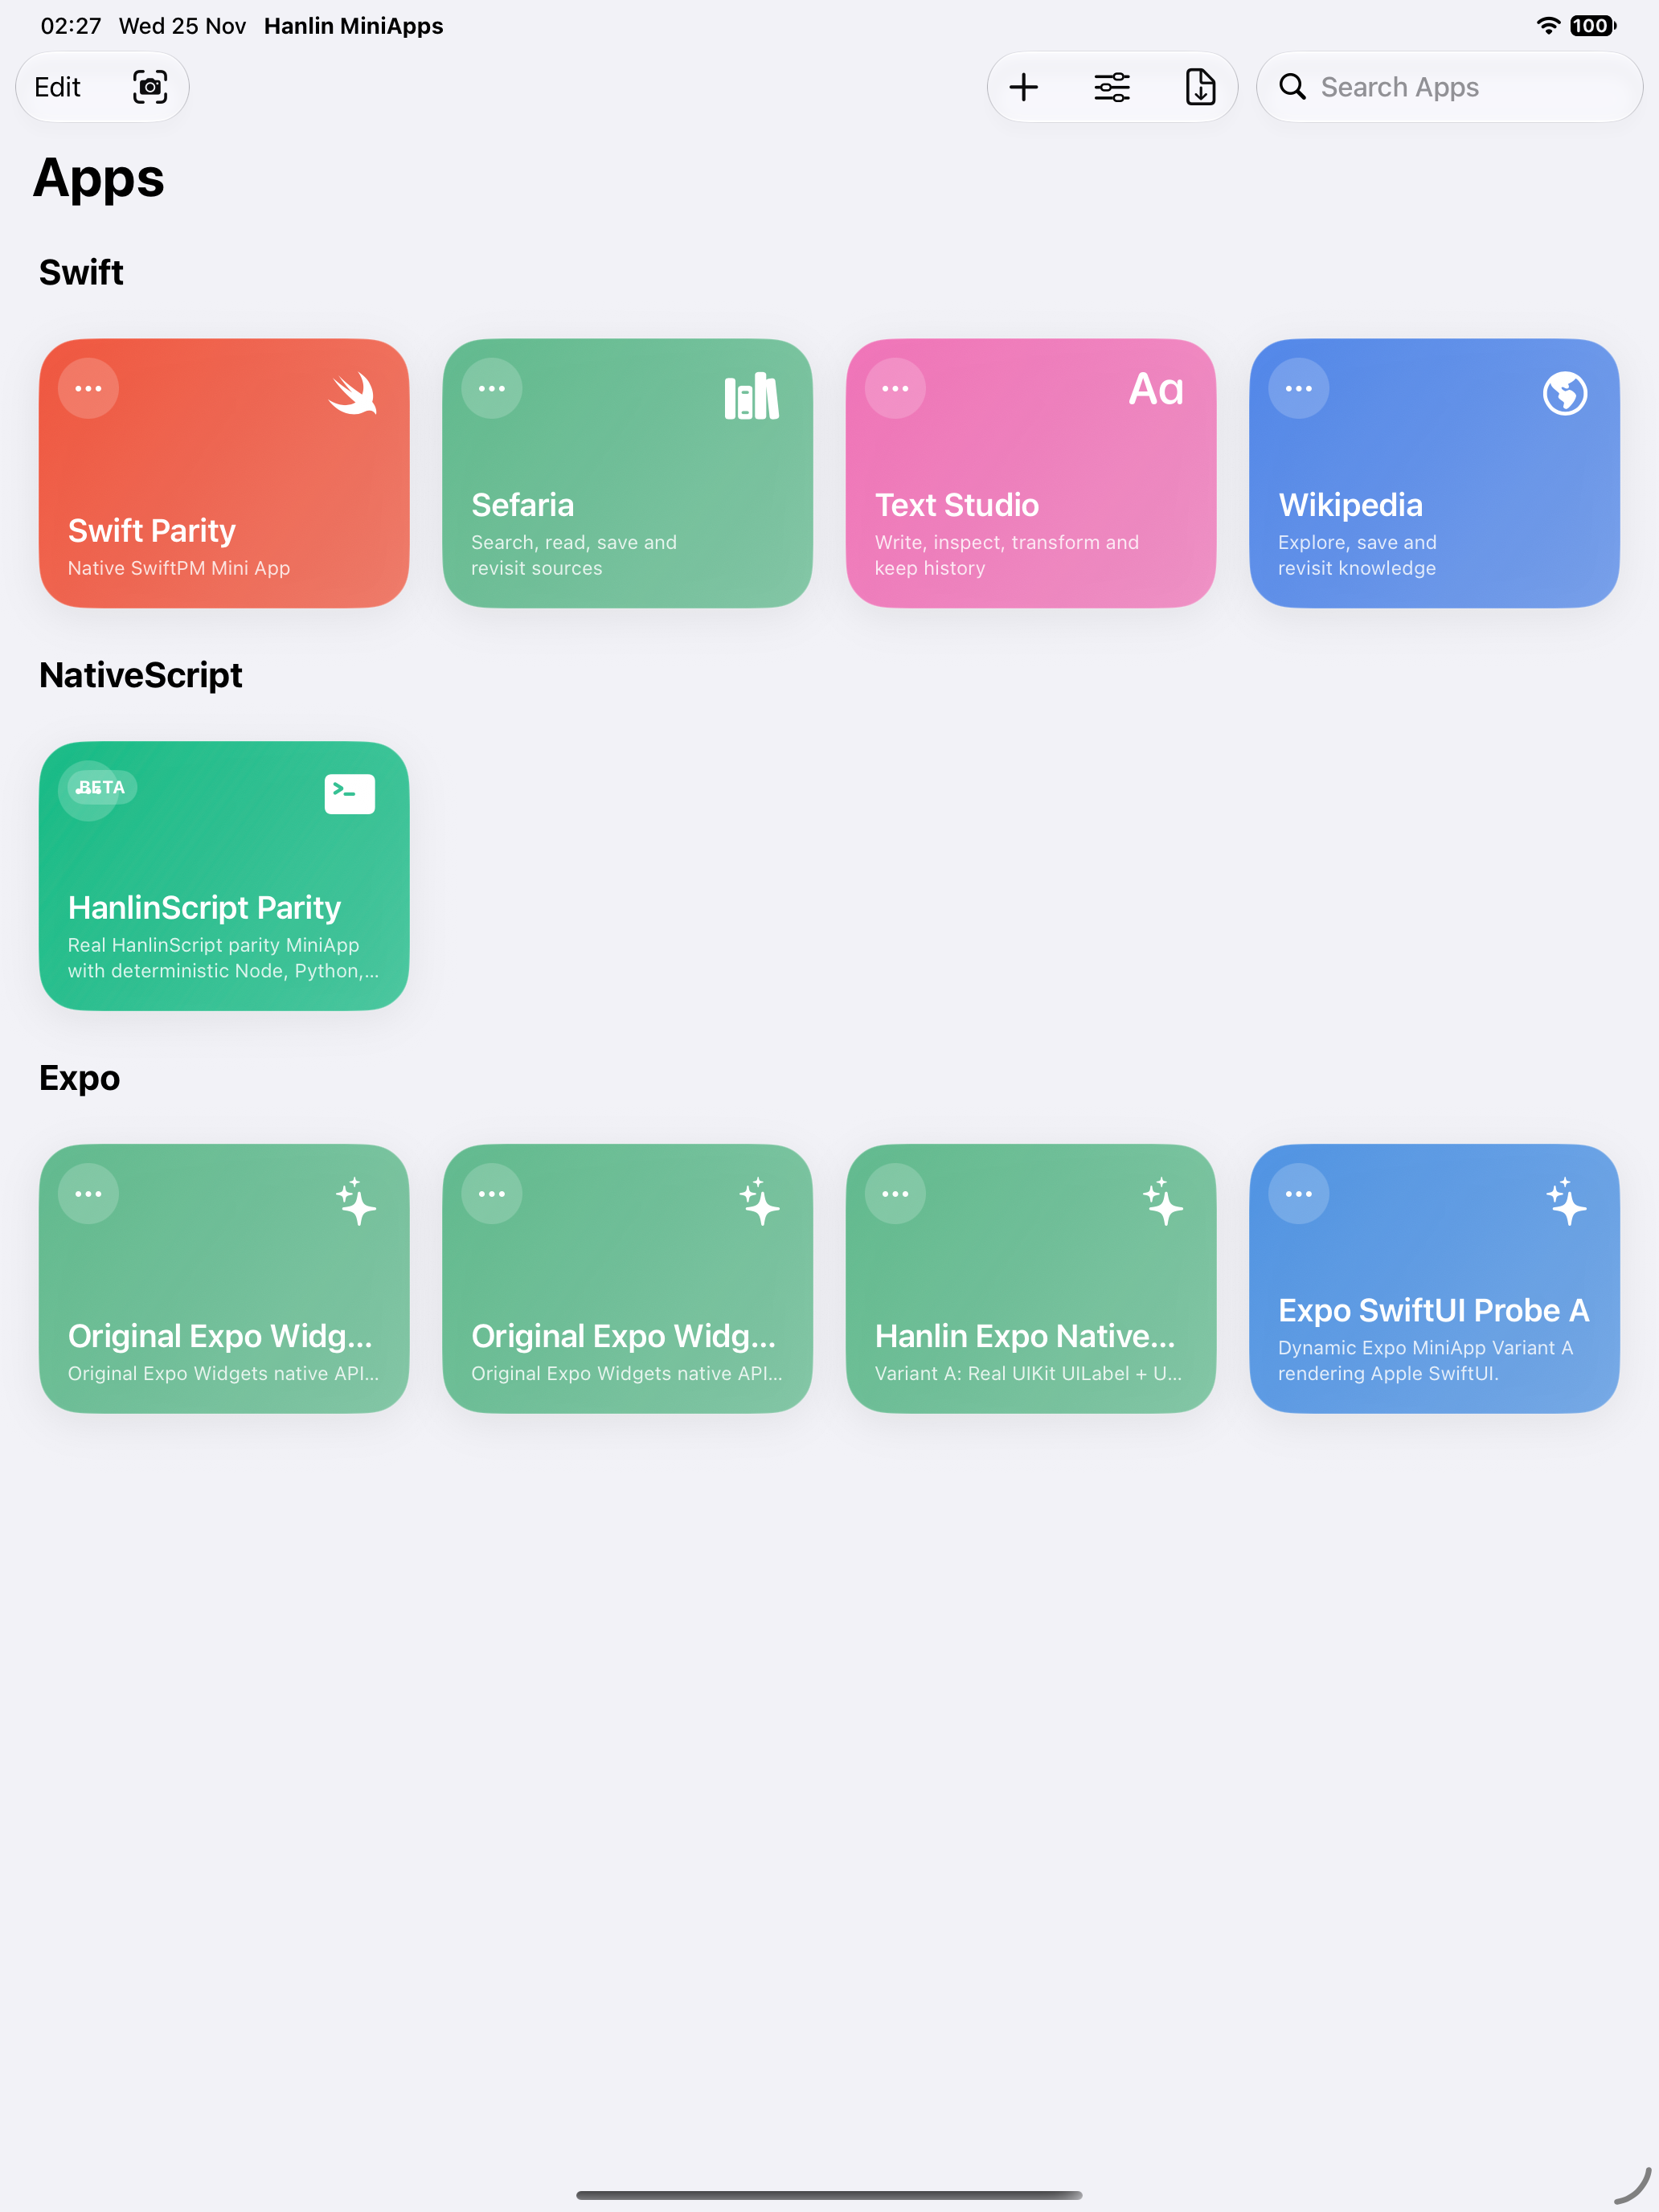 02:27 Wed 25 Nov Hanlin MiniApps
100
Edit
Search Apps
Apps
Swift
Aa
Swift Parity
Native SwiftPM Mini App
Sefaria
Search, read, save and
revisit sources
Text Studio
Write, inspect, transform and
keep history
Wikipedia
Explore, save and
revisit knowledge
NativeScript
BETA
HanlinScript Parity
Real HanlinScript parity MiniApp
with deterministic Node, Python,...
Expo
Original Expo Widg...
Original Expo Widgets native API...
Original Expo Widg...
Original Expo Widgets native API...
Hanlin Expo Native...
Variant A: Real UIKit UILabel + U...
Expo SwiftUI Probe A
Dynamic Expo MiniApp Variant A
rendering Apple SwiftUI.